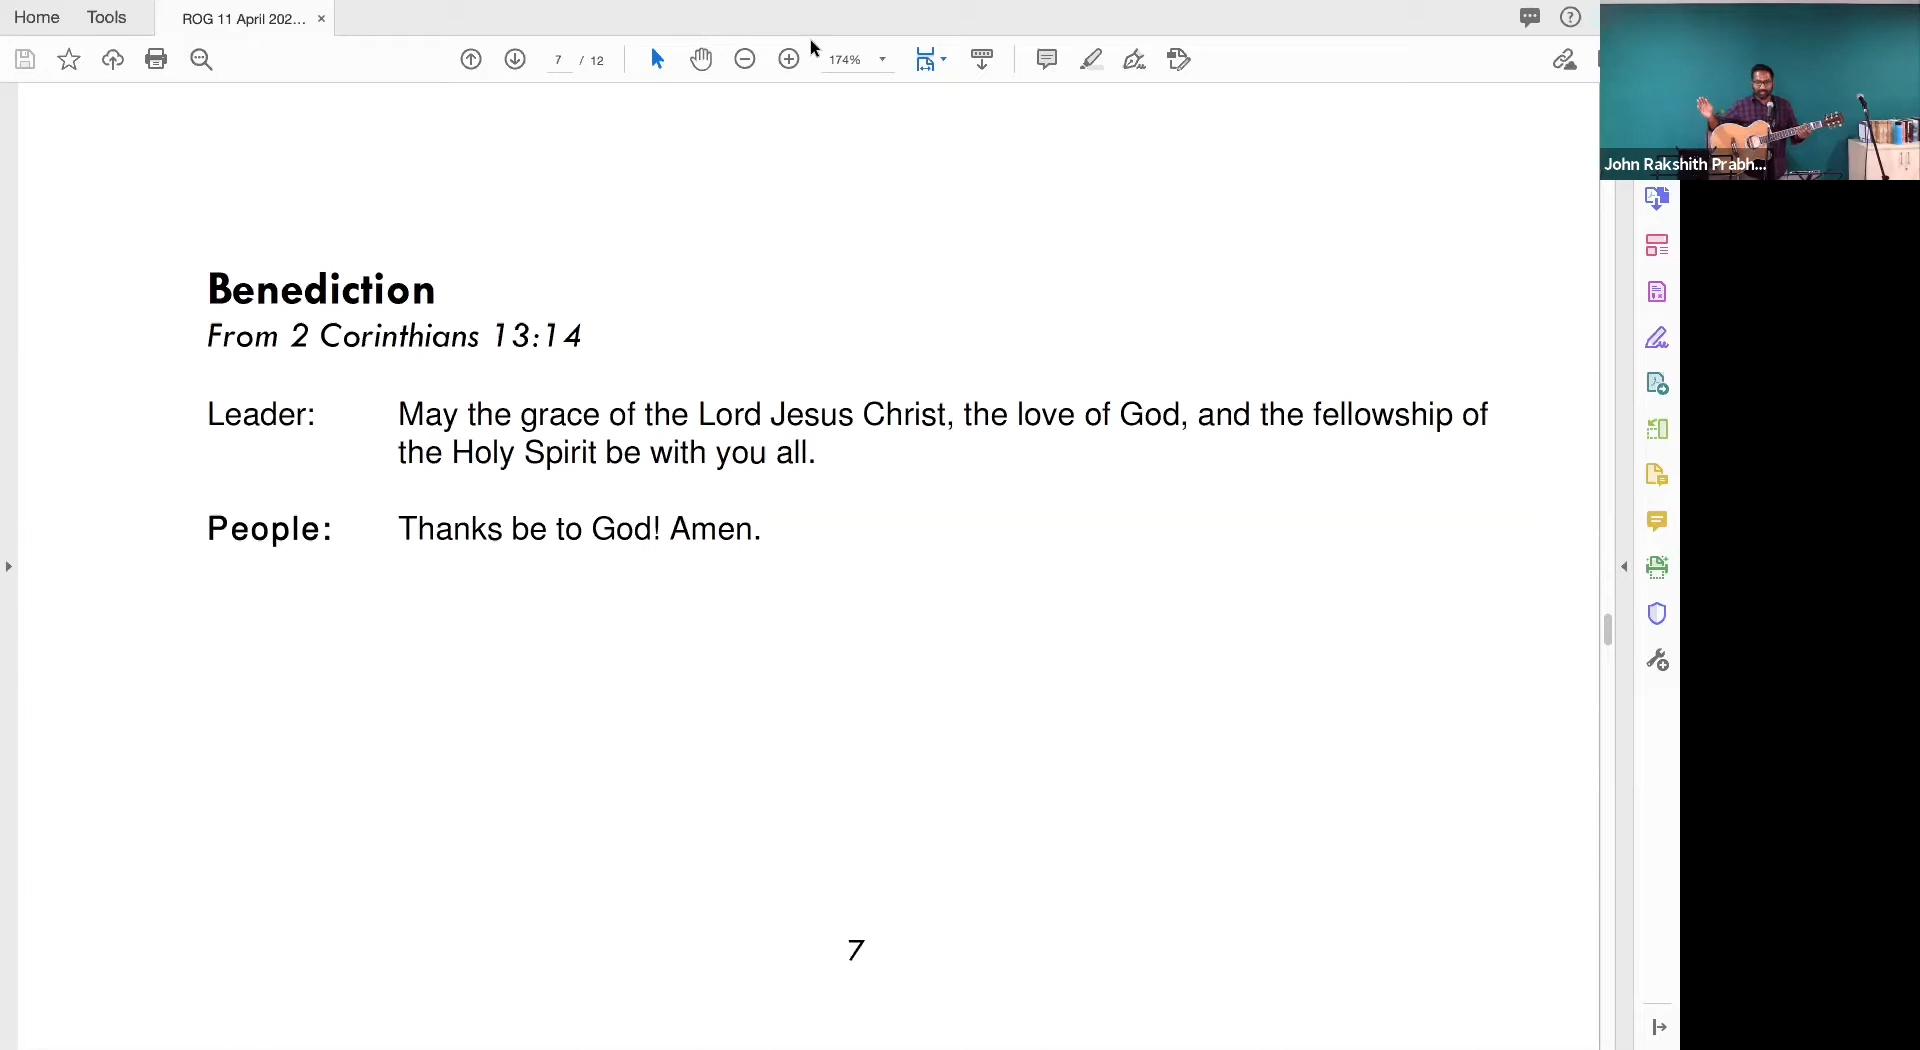 Home Tools ROG 11 April 202... ×
7 / 12 174%
John Rakshith Prabh...
Benediction
From 2 Corinthians 13:14
Leader: May the grace of the Lord Jesus Christ, the love of God, and the fellowship of
the Holy Spirit be with you all.
People: Thanks be to God! Amen.
7